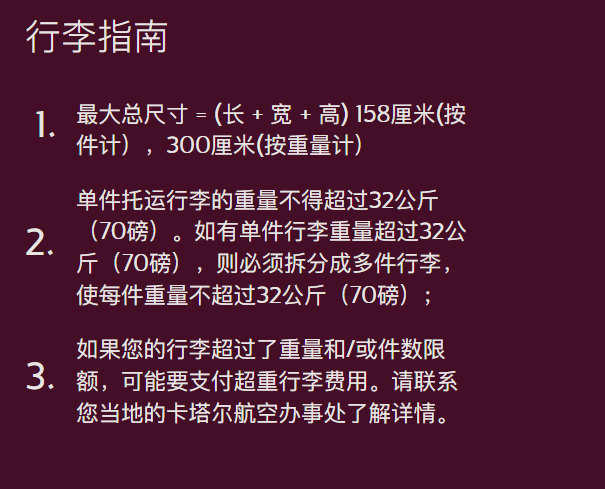 行李指南
1. 最大总尺寸 = (长 + 宽 + 高) 158厘米(按
件计），300厘米(按重量计）
单件托运行李的重量不得超过32公斤
2. （70磅）。如有单件行李重量超过32公
斤（70磅），则必须拆分成多件行李，
使每件重量不超过32公斤（70磅）；
如果您的行李超过了重量和/或件数限
3. 额，可能要支付超重行李费用。请联系
您当地的卡塔尔航空办事处了解详情。